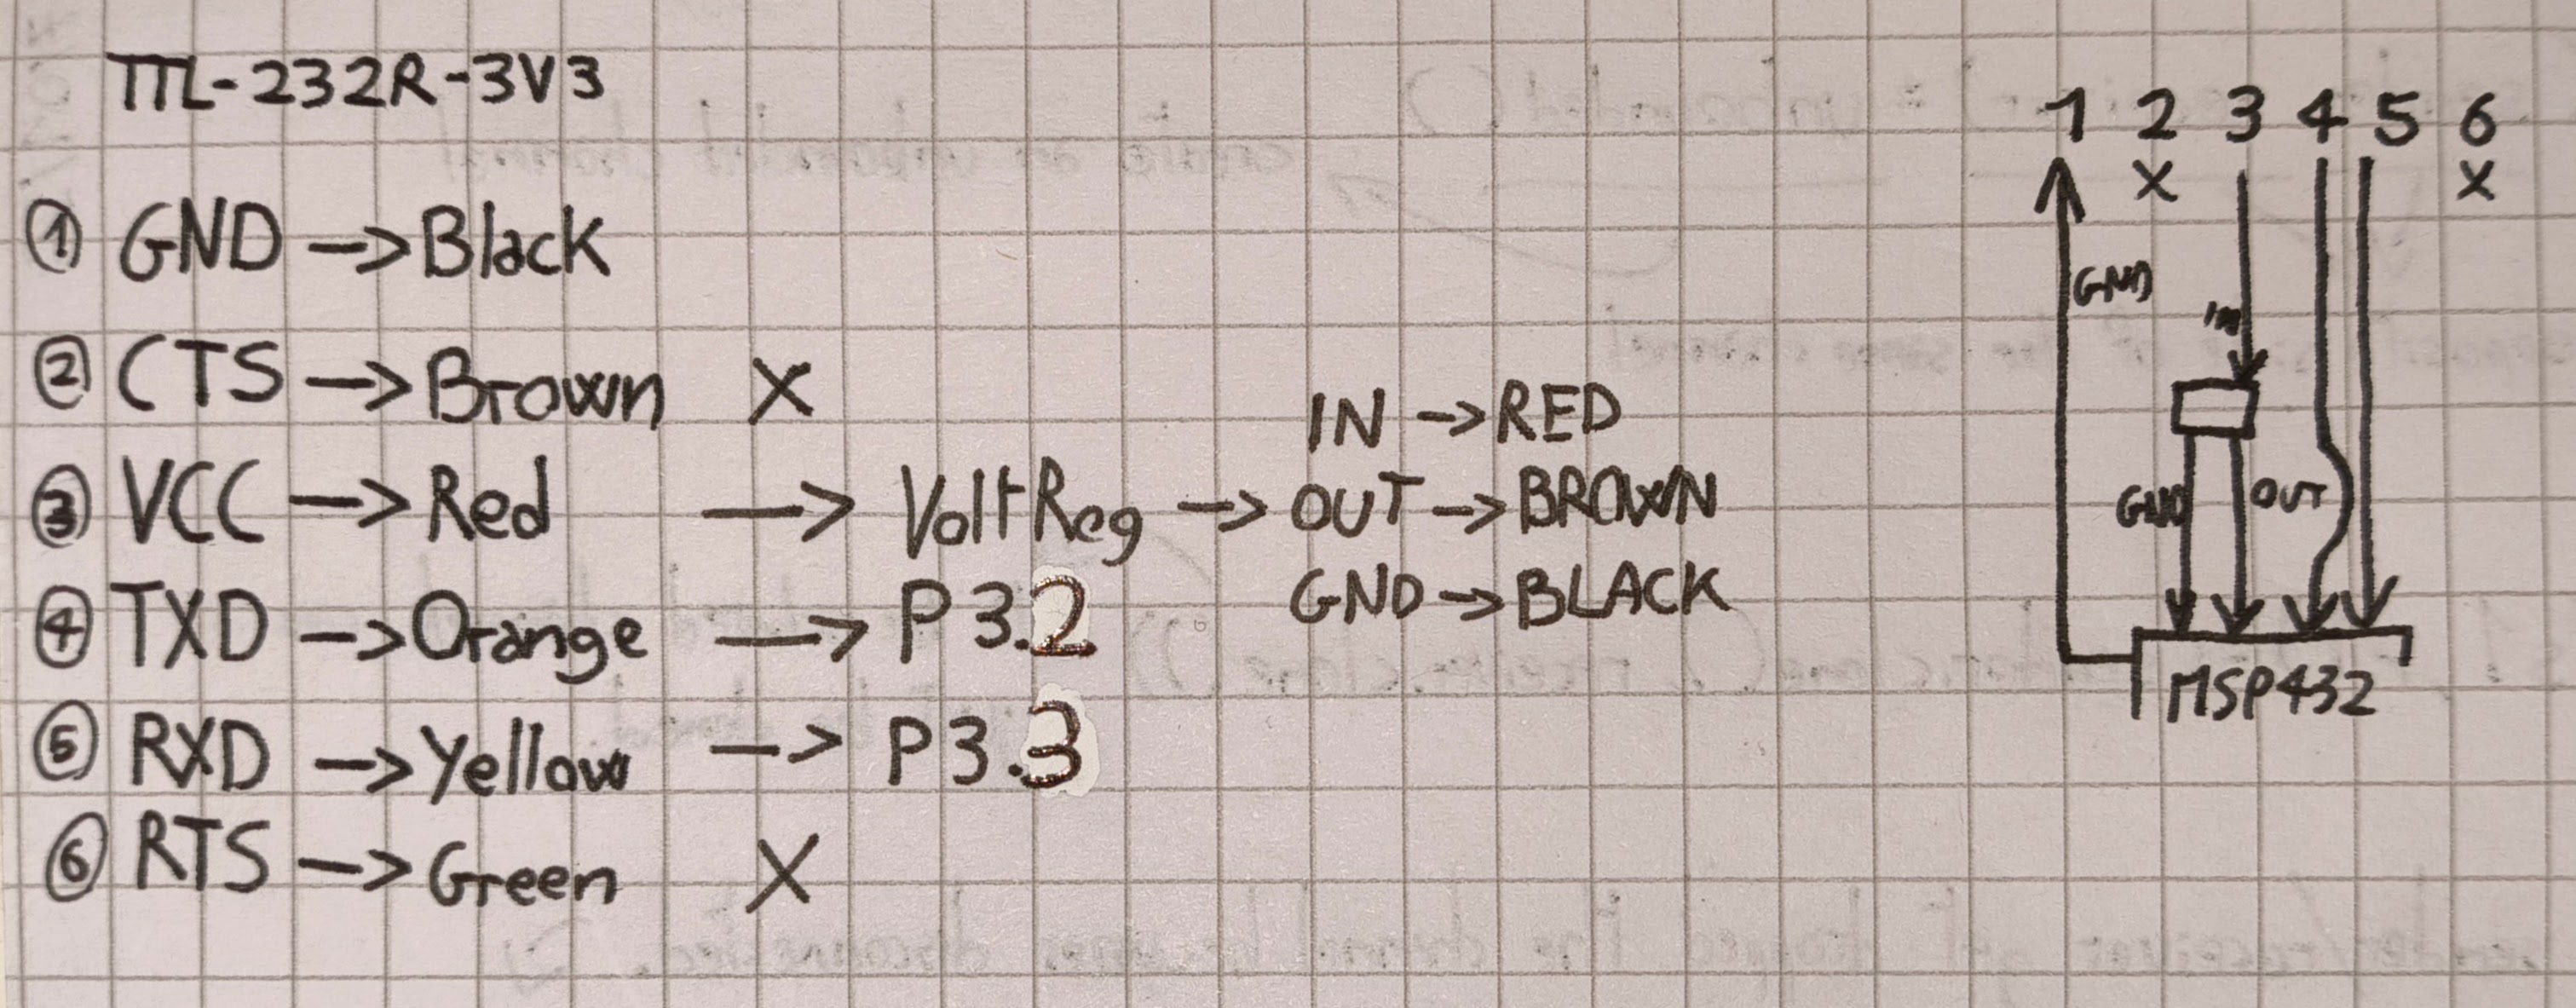 TTL-232R-3V3
① GND -> Black
② CTS -> Brown X
③ VCC -> Red -> VoltReg -> IN -> RED
OUT -> BROWN
GND -> BLACK
④ TXD -> Orange -> P3.2
⑤ RXD -> Yellow -> P3.3
⑥ RTS -> Green X
1 2 3 4 5 6
X X
GND
IN
GND OUT
MSP432